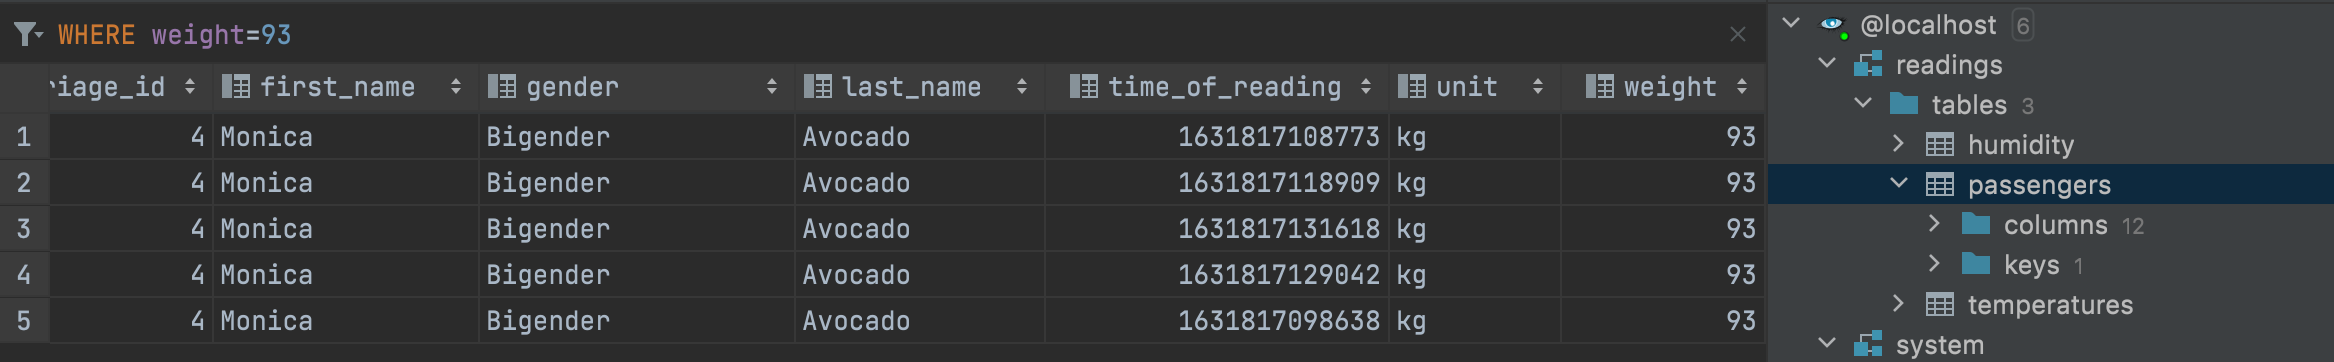 WHERE weight=93
riage_id first_name gender last_name time_of_reading unit weight
1 4 Monica Bigender Avocado 1631817108773 kg 93
2 4 Monica Bigender Avocado 1631817118909 kg 93
3 4 Monica Bigender Avocado 1631817131618 kg 93
4 4 Monica Bigender Avocado 1631817129042 kg 93
5 4 Monica Bigender Avocado 1631817098638 kg 93
@localhost 6
readings
tables 3
humidity
passengers
columns 12
keys 1
temperatures
system